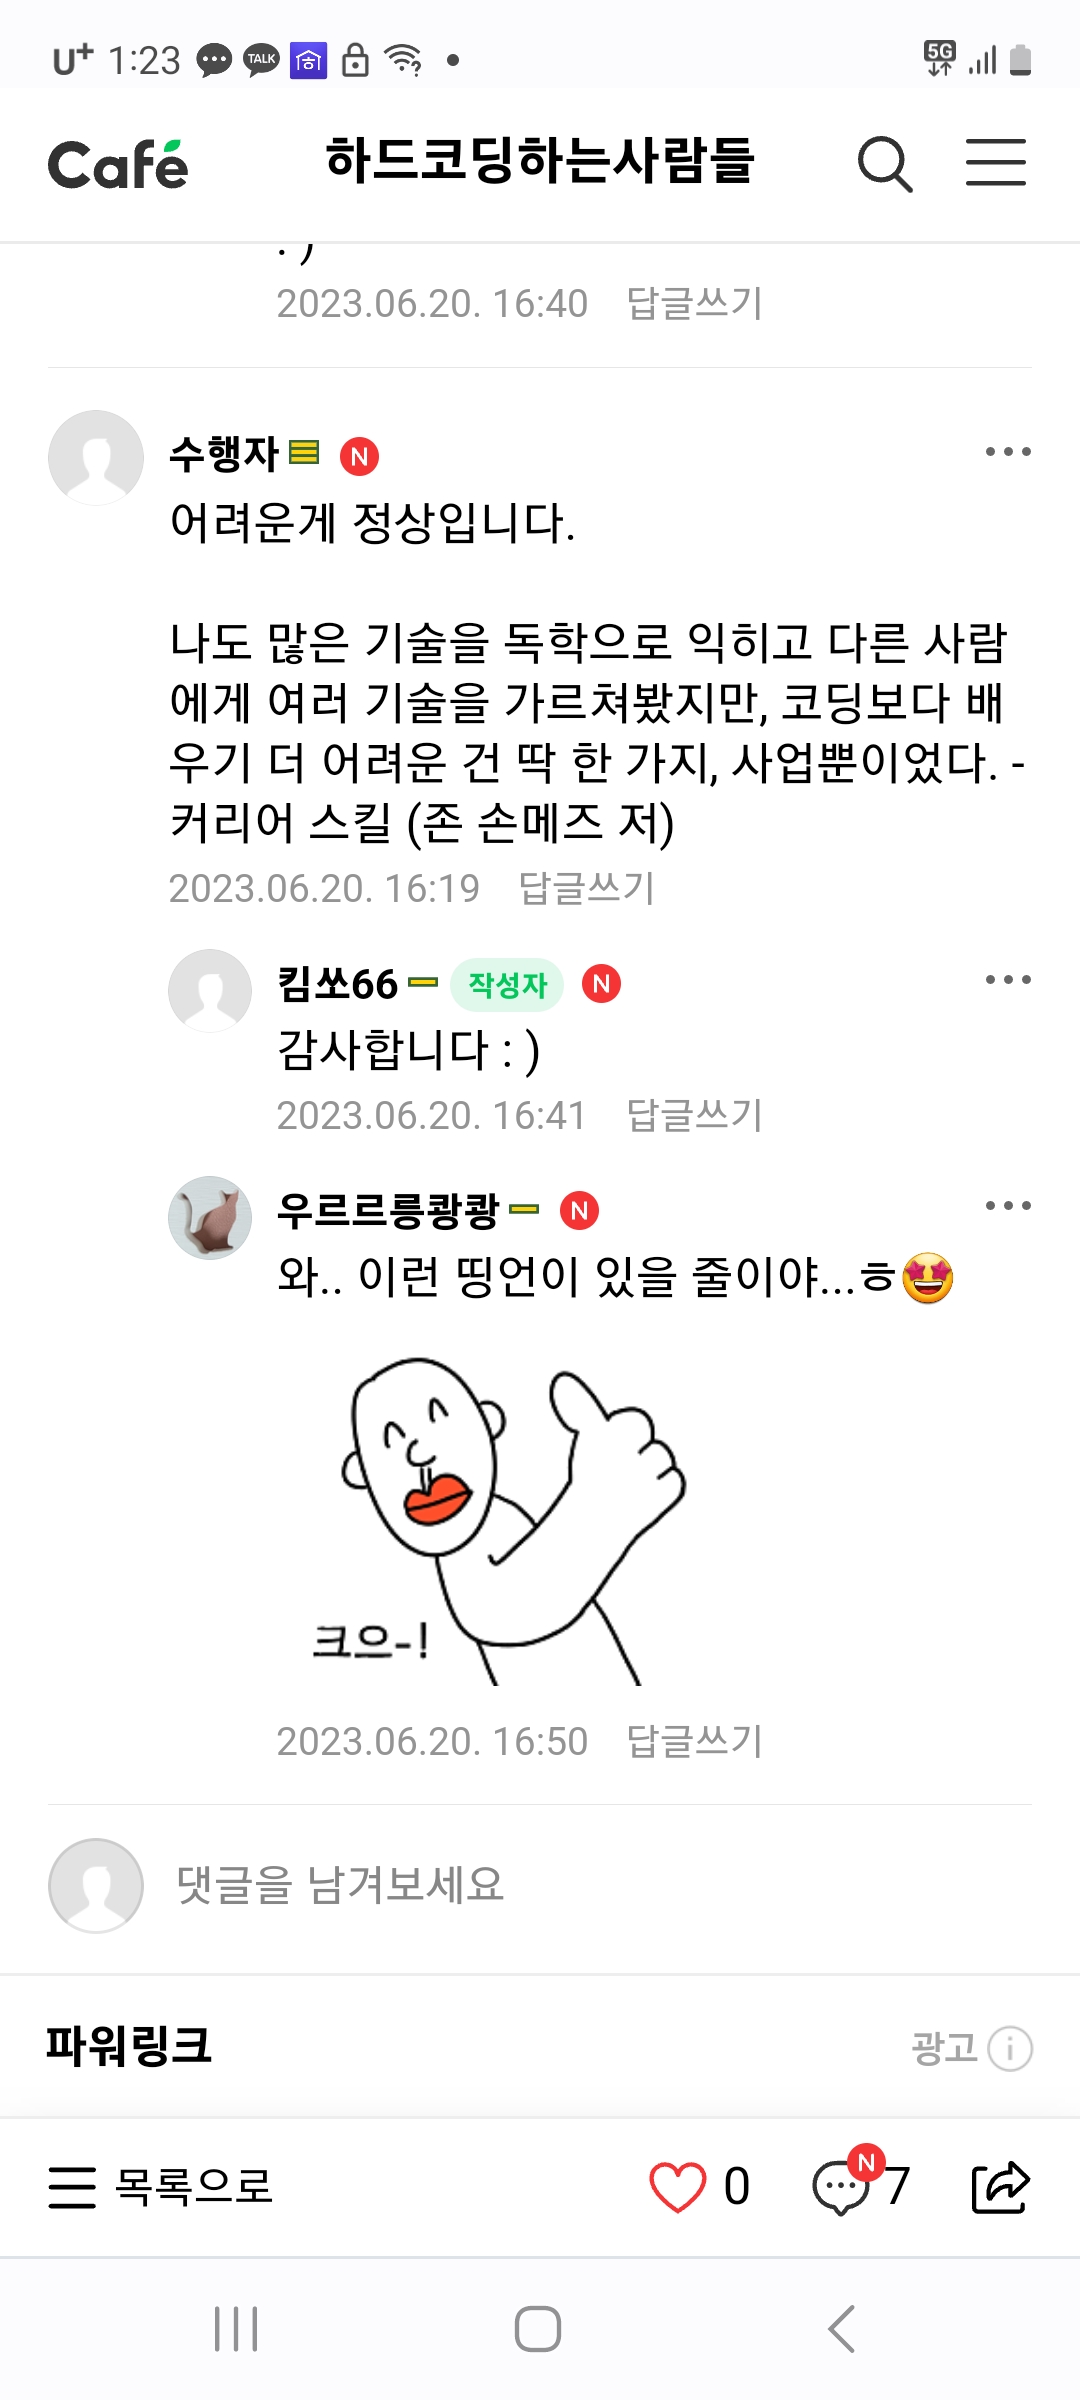 U+ 1:23 TALK 5G
Café 하드코딩하는사람들
: )
2023.06.20. 16:40 답글쓰기
수행자 N
어려운게 정상입니다.
나도 많은 기술을 독학으로 익히고 다른 사람
에게 여러 기술을 가르쳐봤지만, 코딩보다 배
우기 더 어려운 건 딱 한 가지, 사업뿐이었다. -
커리어 스킬 (존 손메즈 저)
2023.06.20. 16:19 답글쓰기
킴쏘66 작성자 N
감사합니다 : )
2023.06.20. 16:41 답글쓰기
우르르릉쾅쾅 N
와.. 이런 띵언이 있을 줄이야...ㅎ🤩
크으-!
2023.06.20. 16:50 답글쓰기
댓글을 남겨보세요
파워링크 광고 i
목록으로 0 N 7